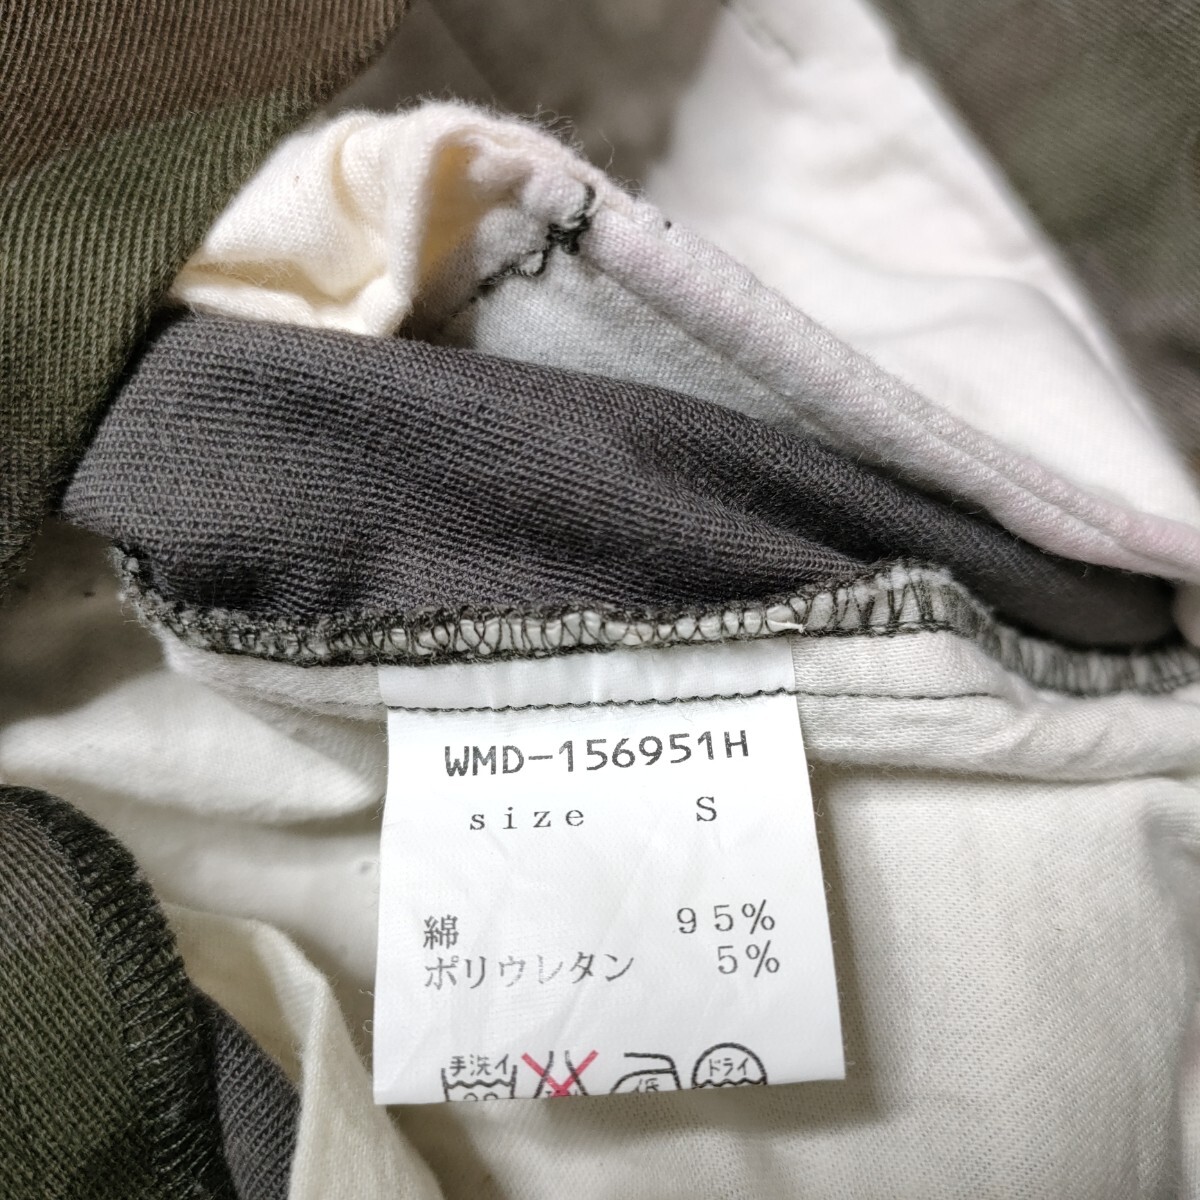 WMD-156951H
size S
綿 95%
ポリウレタン 5%
手洗イ 低 ドライ